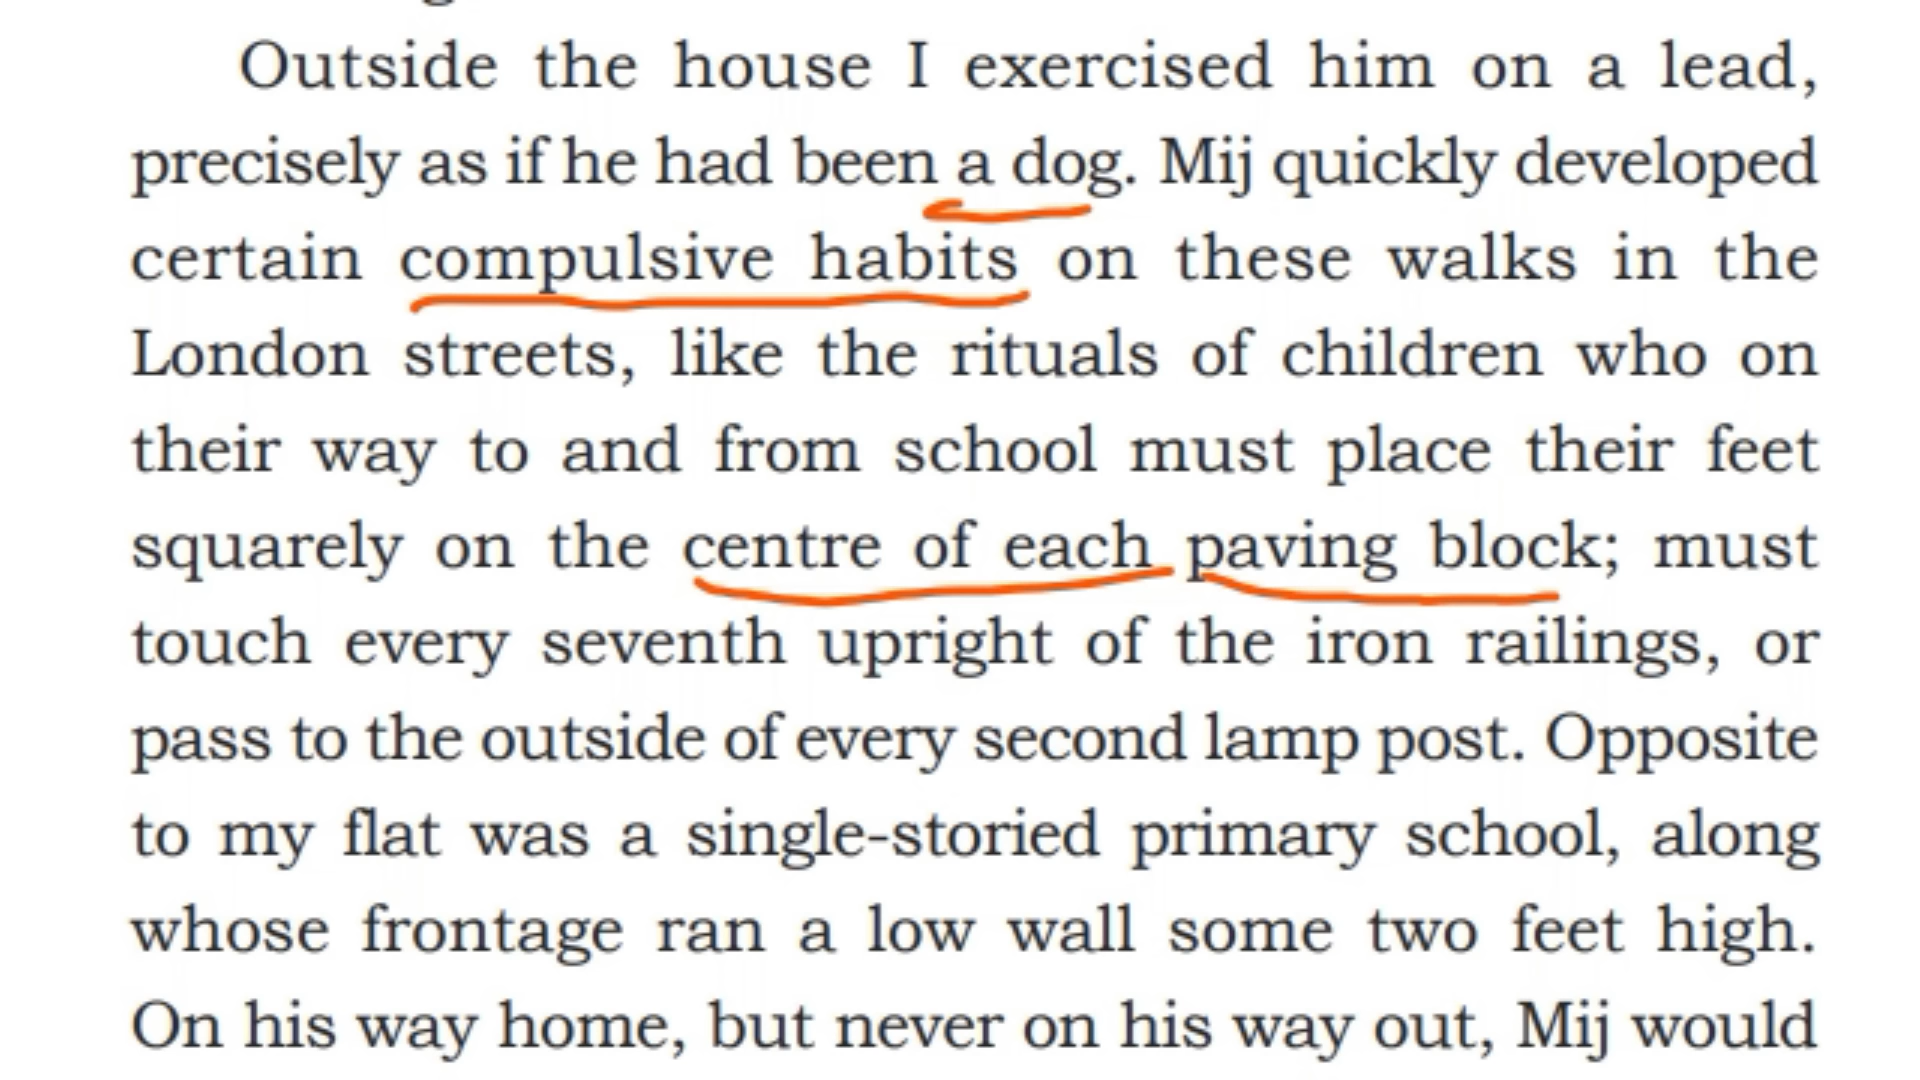 Outside the house I exercised him on a lead,
precisely as if he had been a dog. Mij quickly developed
certain compulsive habits on these walks in the
London streets, like the rituals of children who on
their way to and from school must place their feet
squarely on the centre of each paving block; must
touch every seventh upright of the iron railings, or
pass to the outside of every second lamp post. Opposite
to my flat was a single-storied primary school, along
whose frontage ran a low wall some two feet high.
On his way home, but never on his way out, Mij would